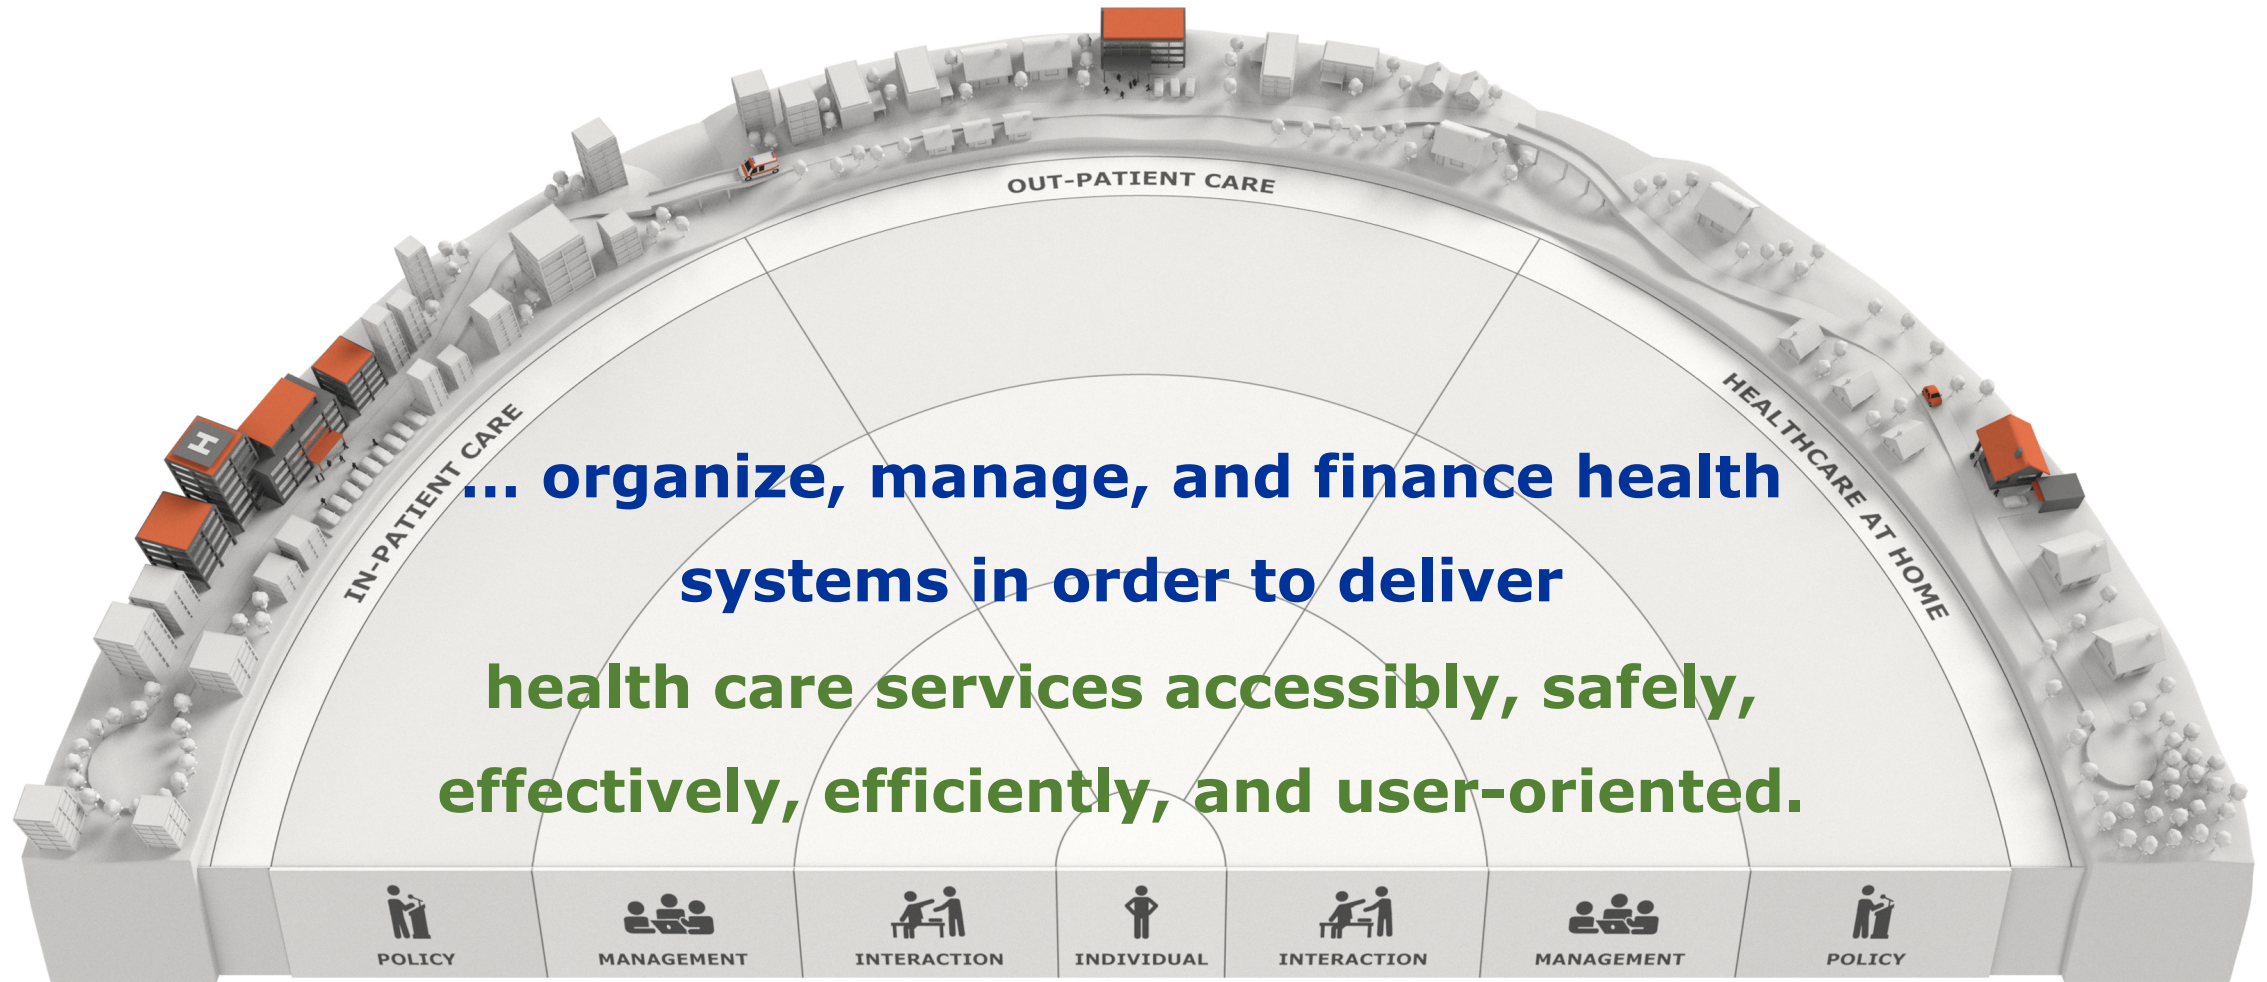 H
OUT-PATIENT CARE
IN-PATIENT CARE
HEALTHCARE AT HOME
... organize, manage, and finance health
systems in order to deliver
health care services accessibly, safely,
effectively, efficiently, and user-oriented.
POLICY
MANAGEMENT
INTERACTION
INDIVIDUAL
INTERACTION
MANAGEMENT
POLICY